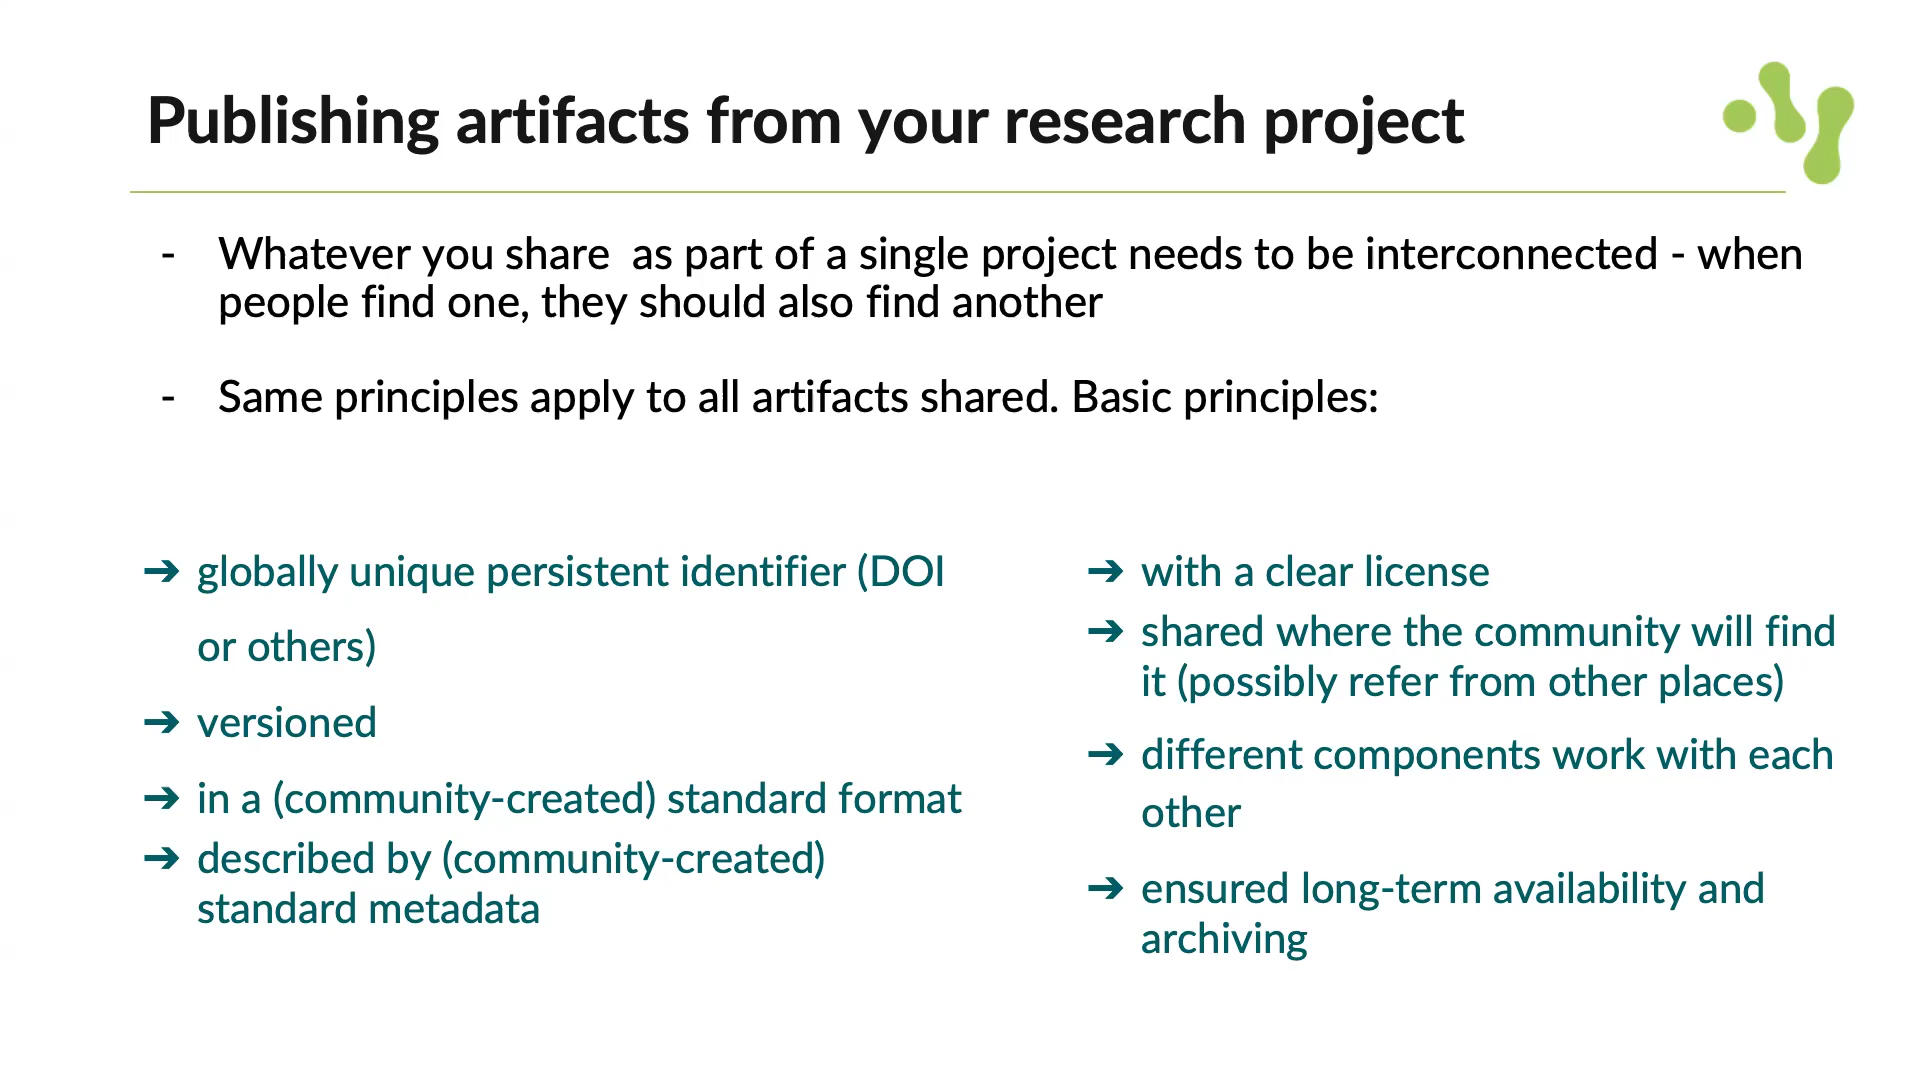 Publishing artifacts from your research project
- Whatever you share  as part of a single project needs to be interconnected - when
people find one, they should also find another
- Same principles apply to all artifacts shared. Basic principles:
➔ globally unique persistent identifier (DOI
or others)
➔ versioned
➔ in a (community-created) standard format
➔ described by (community-created)
standard metadata
➔ with a clear license
➔ shared where the community will find
it (possibly refer from other places)
➔ different components work with each
other
➔ ensured long-term availability and
archiving